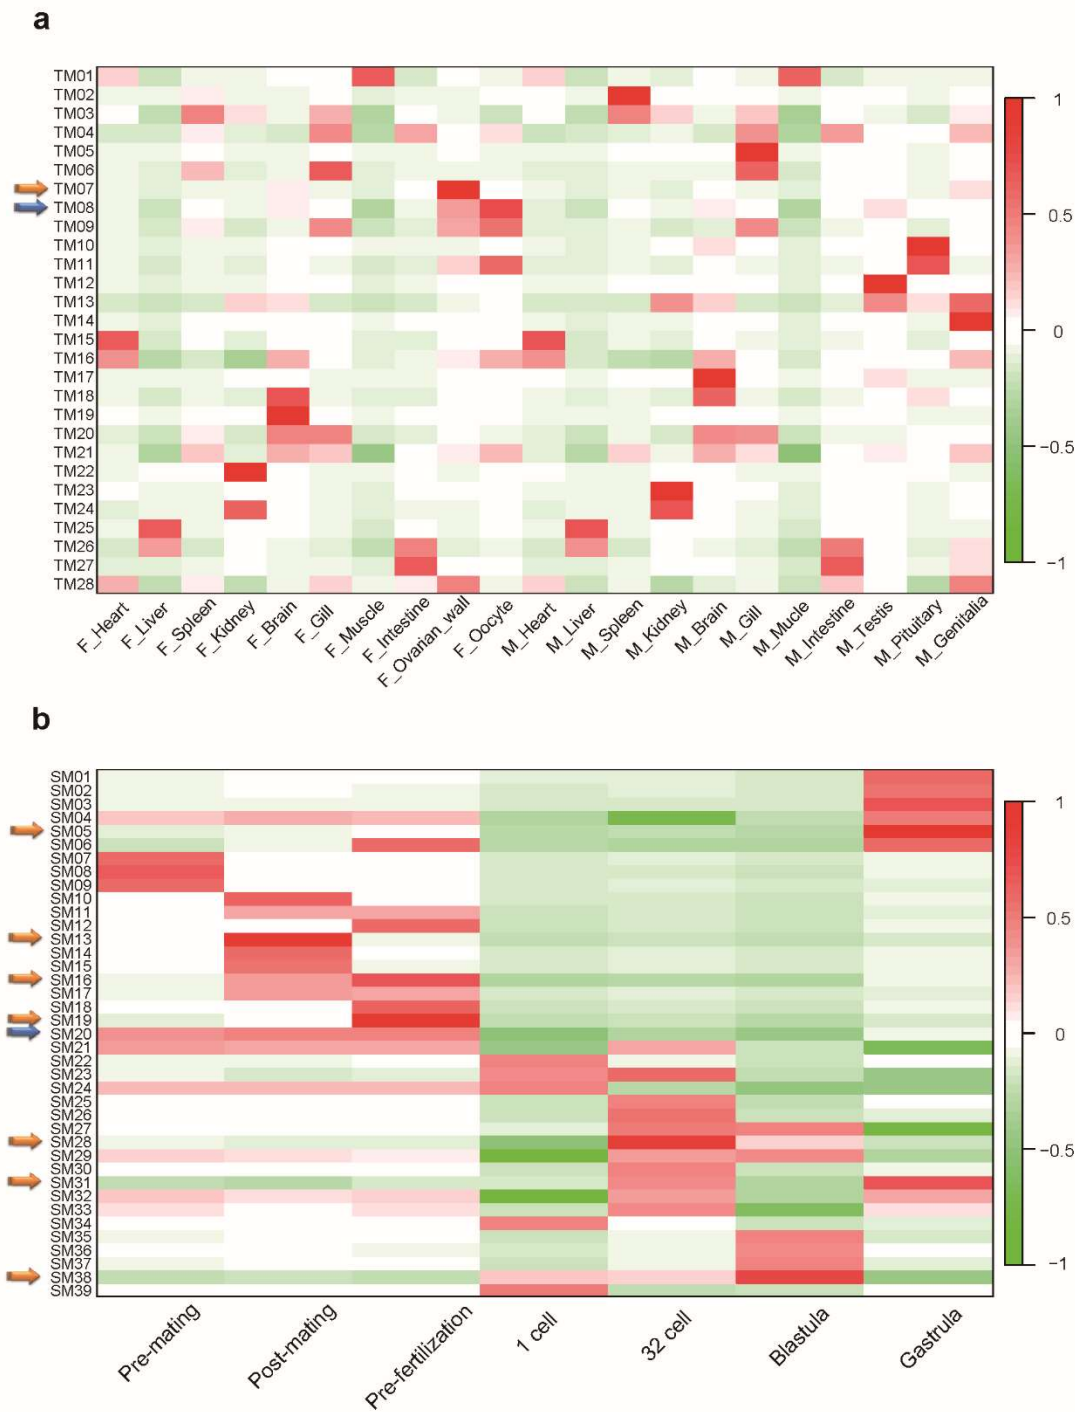 a
TM01
TM02
TM03
TM04
TM05
TM06
TM07
TM08
TM09
TM10
TM11
TM12
TM13
TM14
TM15
TM16
TM17
TM18
TM19
TM20
TM21
TM22
TM23
TM24
TM25
TM26
TM27
TM28
1
0.5
0
−0.5
−1
F_Heart
F_Liver
F_Spleen
F_Kidney
F_Brain
F_Gill
F_Muscle
F_Intestine
F_Ovarian_wall
F_Oocyte
M_Heart
M_Liver
M_Spleen
M_Kidney
M_Brain
M_Gill
M_Mucle
M_Intestine
M_Testis
M_Pituitary
M_Genitalia
b
SM01
SM02
SM03
SM04
SM05
SM06
SM07
SM08
SM09
SM10
SM11
SM12
SM13
SM14
SM15
SM16
SM17
SM18
SM19
SM20
SM21
SM22
SM23
SM24
SM25
SM26
SM27
SM28
SM29
SM30
SM31
SM32
SM33
SM34
SM35
SM36
SM37
SM38
SM39
1
0.5
0
−0.5
−1
Pre-mating
Post-mating
Pre-fertilization
1 cell
32 cell
Blastula
Gastrula